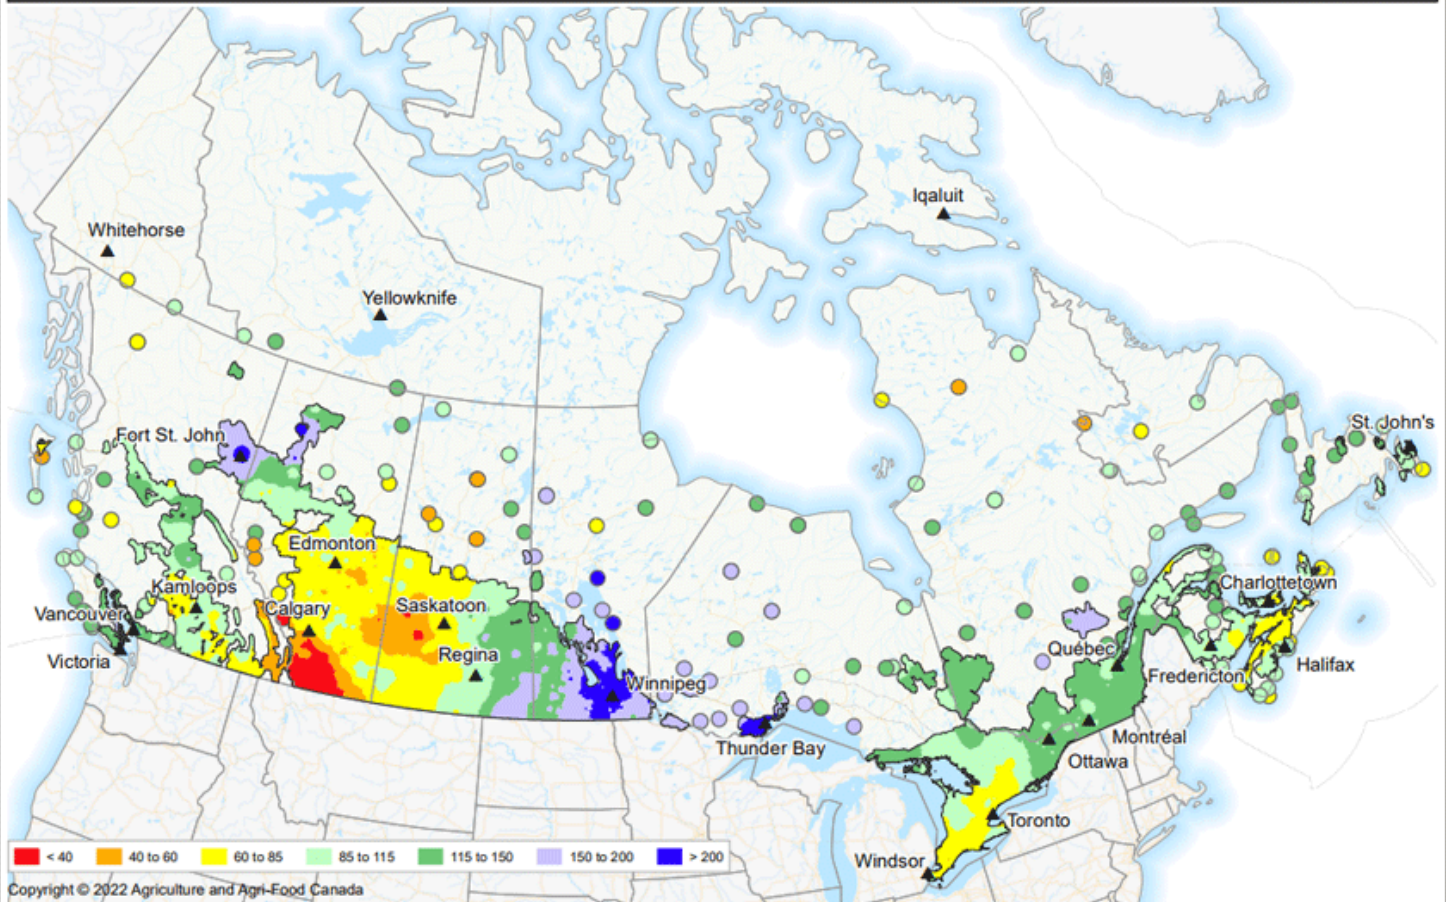 Iqaluit
Whitehorse
Yellowknife
St. John's
Fort St. John
Edmonton
Charlottetown
Kamloops
Calgary
Saskatoon
Vancouver
Québec
Regina
Victoria
Halifax
Fredericton
Winnipeg
Montréal
Thunder Bay
Ottawa
Toronto
Windsor
< 40 40 to 60 60 to 85 85 to 115 115 to 150 150 to 200 > 200
Copyright © 2022 Agriculture and Agri-Food Canada